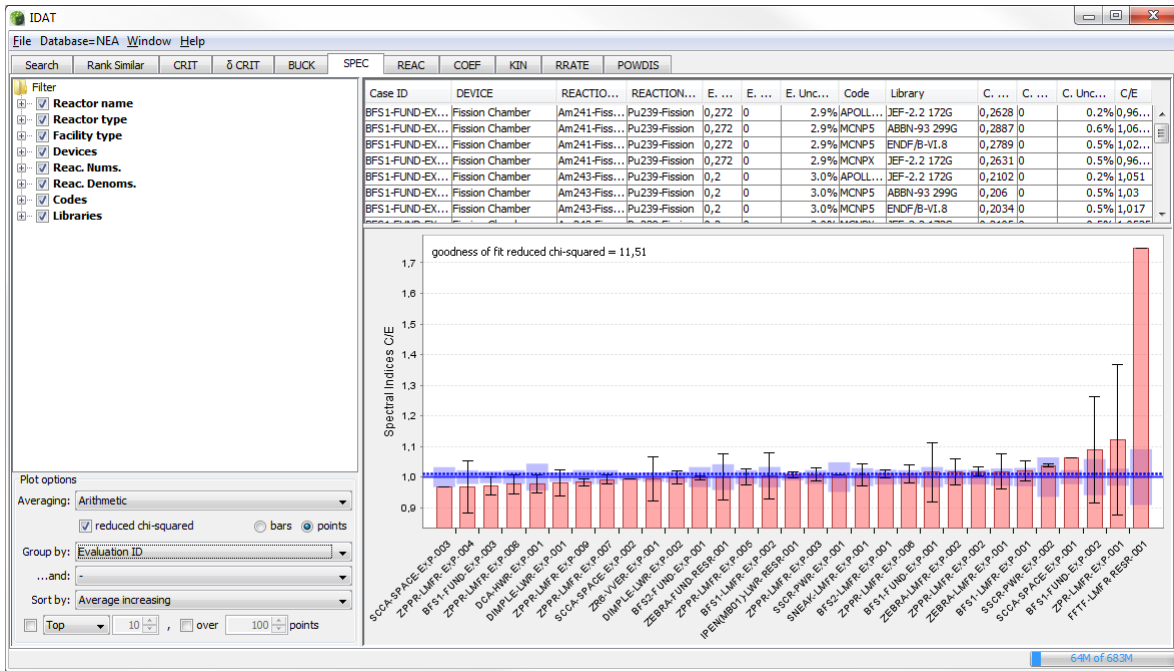 IDAT
File Database=NEA Window Help
Search Rank Similar CRIT δ CRIT BUCK SPEC REAC COEF KIN RRATE POWDIS
Filter
Reactor name
Reactor type
Facility type
Devices
Reac. Nums.
Reac. Denoms.
Codes
Libraries
Case ID DEVICE REACTIO... REACTION... E. ... E. ... E. Unc... Code Library C. ... C. ... C. Unc... C/E
BFS1-FUND-EX... Fission Chamber Am241-Fiss... Pu239-Fission 0,272 0 2.9% APOLL... JEF-2.2 172G 0,2628 0 0.2% 0,96...
BFS1-FUND-EX... Fission Chamber Am241-Fiss... Pu239-Fission 0,272 0 2.9% MCNP5 ABBN-93 299G 0,2887 0 0.6% 1,06...
BFS1-FUND-EX... Fission Chamber Am241-Fiss... Pu239-Fission 0,272 0 2.9% MCNP5 ENDF/B-VI.8 0,2789 0 0.5% 1,02...
BFS1-FUND-EX... Fission Chamber Am241-Fiss... Pu239-Fission 0,272 0 2.9% MCNPX JEF-2.2 172G 0,2631 0 0.5% 0,96...
BFS1-FUND-EX... Fission Chamber Am243-Fiss... Pu239-Fission 0,2 0 3.0% APOLL... JEF-2.2 172G 0,2102 0 0.2% 1,051
BFS1-FUND-EX... Fission Chamber Am243-Fiss... Pu239-Fission 0,2 0 3.0% MCNP5 ABBN-93 299G 0,206 0 0.5% 1,03
BFS1-FUND-EX... Fission Chamber Am243-Fiss... Pu239-Fission 0,2 0 3.0% MCNP5 ENDF/B-VI.8 0,2034 0 0.5% 1,017
goodness of fit reduced chi-squared = 11,51
Spectral Indices C/E
1,7
1,6
1,5
1,4
1,3
1,2
1,1
1,0
0,9
SCCA-SPACE-EXP-003
ZPPR-LMFR-EXP-004
BFS1-FUND-EXP-003
ZPPR-LMFR-EXP-008
DCA-HWR-EXP-001
DIMPLE-LWR-EXP-001
ZPPR-LMFR-EXP-009
ZPPR-LMFR-EXP-007
SCCA-SPACE-EXP-002
ZR6-VVER-EXP-001
DIMPLE-LWR-EXP-002
BFS2-FUND-EXP-001
ZEBRA-FUND-RESR-001
ZPPR-LMFR-EXP-005
BFS1-LMFR-EXP-002
IPEN(MB01)-LWR-RESR-001
ZPPR-LMFR-EXP-003
SSCR-PWR-EXP-001
SNEAK-LMFR-EXP-001
BFS2-LMFR-EXP-001
ZPPR-LMFR-EXP-006
BFS1-FUND-EXP-001
ZEBRA-LMFR-EXP-002
ZPPR-LMFR-EXP-002
ZEBRA-LMFR-EXP-001
BFS1-LMFR-EXP-001
SSCR-PWR-EXP-002
SCCA-SPACE-EXP-001
BFS1-FUND-EXP-002
ZPR-LMFR-EXP-001
FFTF-LMFR-RESR-001
Plot options
Averaging: Arithmetic
reduced chi-squared bars points
Group by: Evaluation ID
...and: -
Sort by: Average increasing
Top 10 , over 100 points
64M of 683M